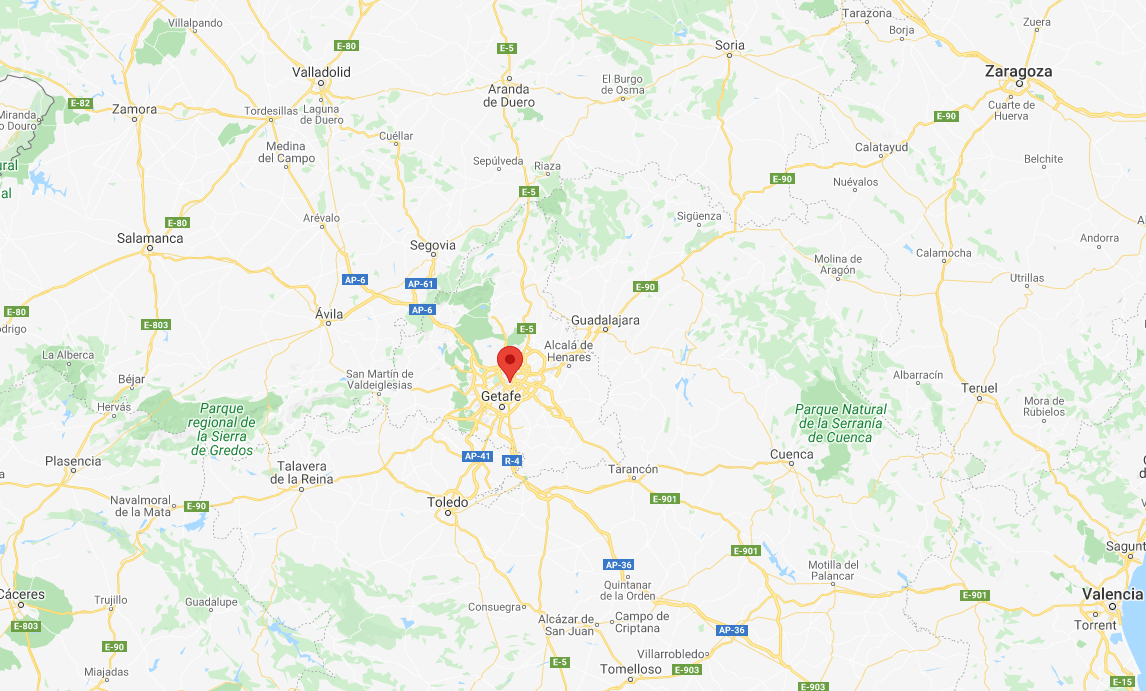 Villalpando
Tarazona
Borja
Zuera
E-80
E-5
Soria
Valladolid
Zaragoza
El Burgo
de Osma
Aranda
de Duero
E-82
Zamora
Tordesillas
Laguna
de Duero
Cuarte de
Huerva
Miranda
o Douro
E-90
Cuéllar
Medina
del Campo
Calatayud
Sepúlveda
Riaza
Belchite
ural
al
E-5
E-90
Nuévalos
Arévalo
Sigüenza
E-80
Salamanca
Segovia
Andorra
Calamocha
Molina de
Aragón
AP-6
AP-61
E-90
Utrillas
E-80
AP-6
Ávila
E-803
odrigo
E-5
Guadalajara
La Alberca
Alcalá de
Henares
Béjar
San Martín de
Valdeiglesias
Albarracín
Teruel
Getafe
Hervás
Parque
regional de
la Sierra
de Gredos
Parque Natural
de la Serranía
de Cuenca
Mora de
Rubielos
Plasencia
AP-41
R-4
Cuenca
Talavera
de la Reina
Tarancón
Navalmoral
de la Mata
E-90
Toledo
E-901
Sagunt
E-901
AP-36
Motilla del
Palancar
Quintanar
de la Orden
Cáceres
Trujillo
Guadalupe
Consuegra
E-901
Valencia
Torrent
E-803
Alcázar de
San Juan
Campo de
Criptana
AP-36
E-90
Villarrobledo
Miajadas
E-5
Tomelloso
E-903
E-903
E-15